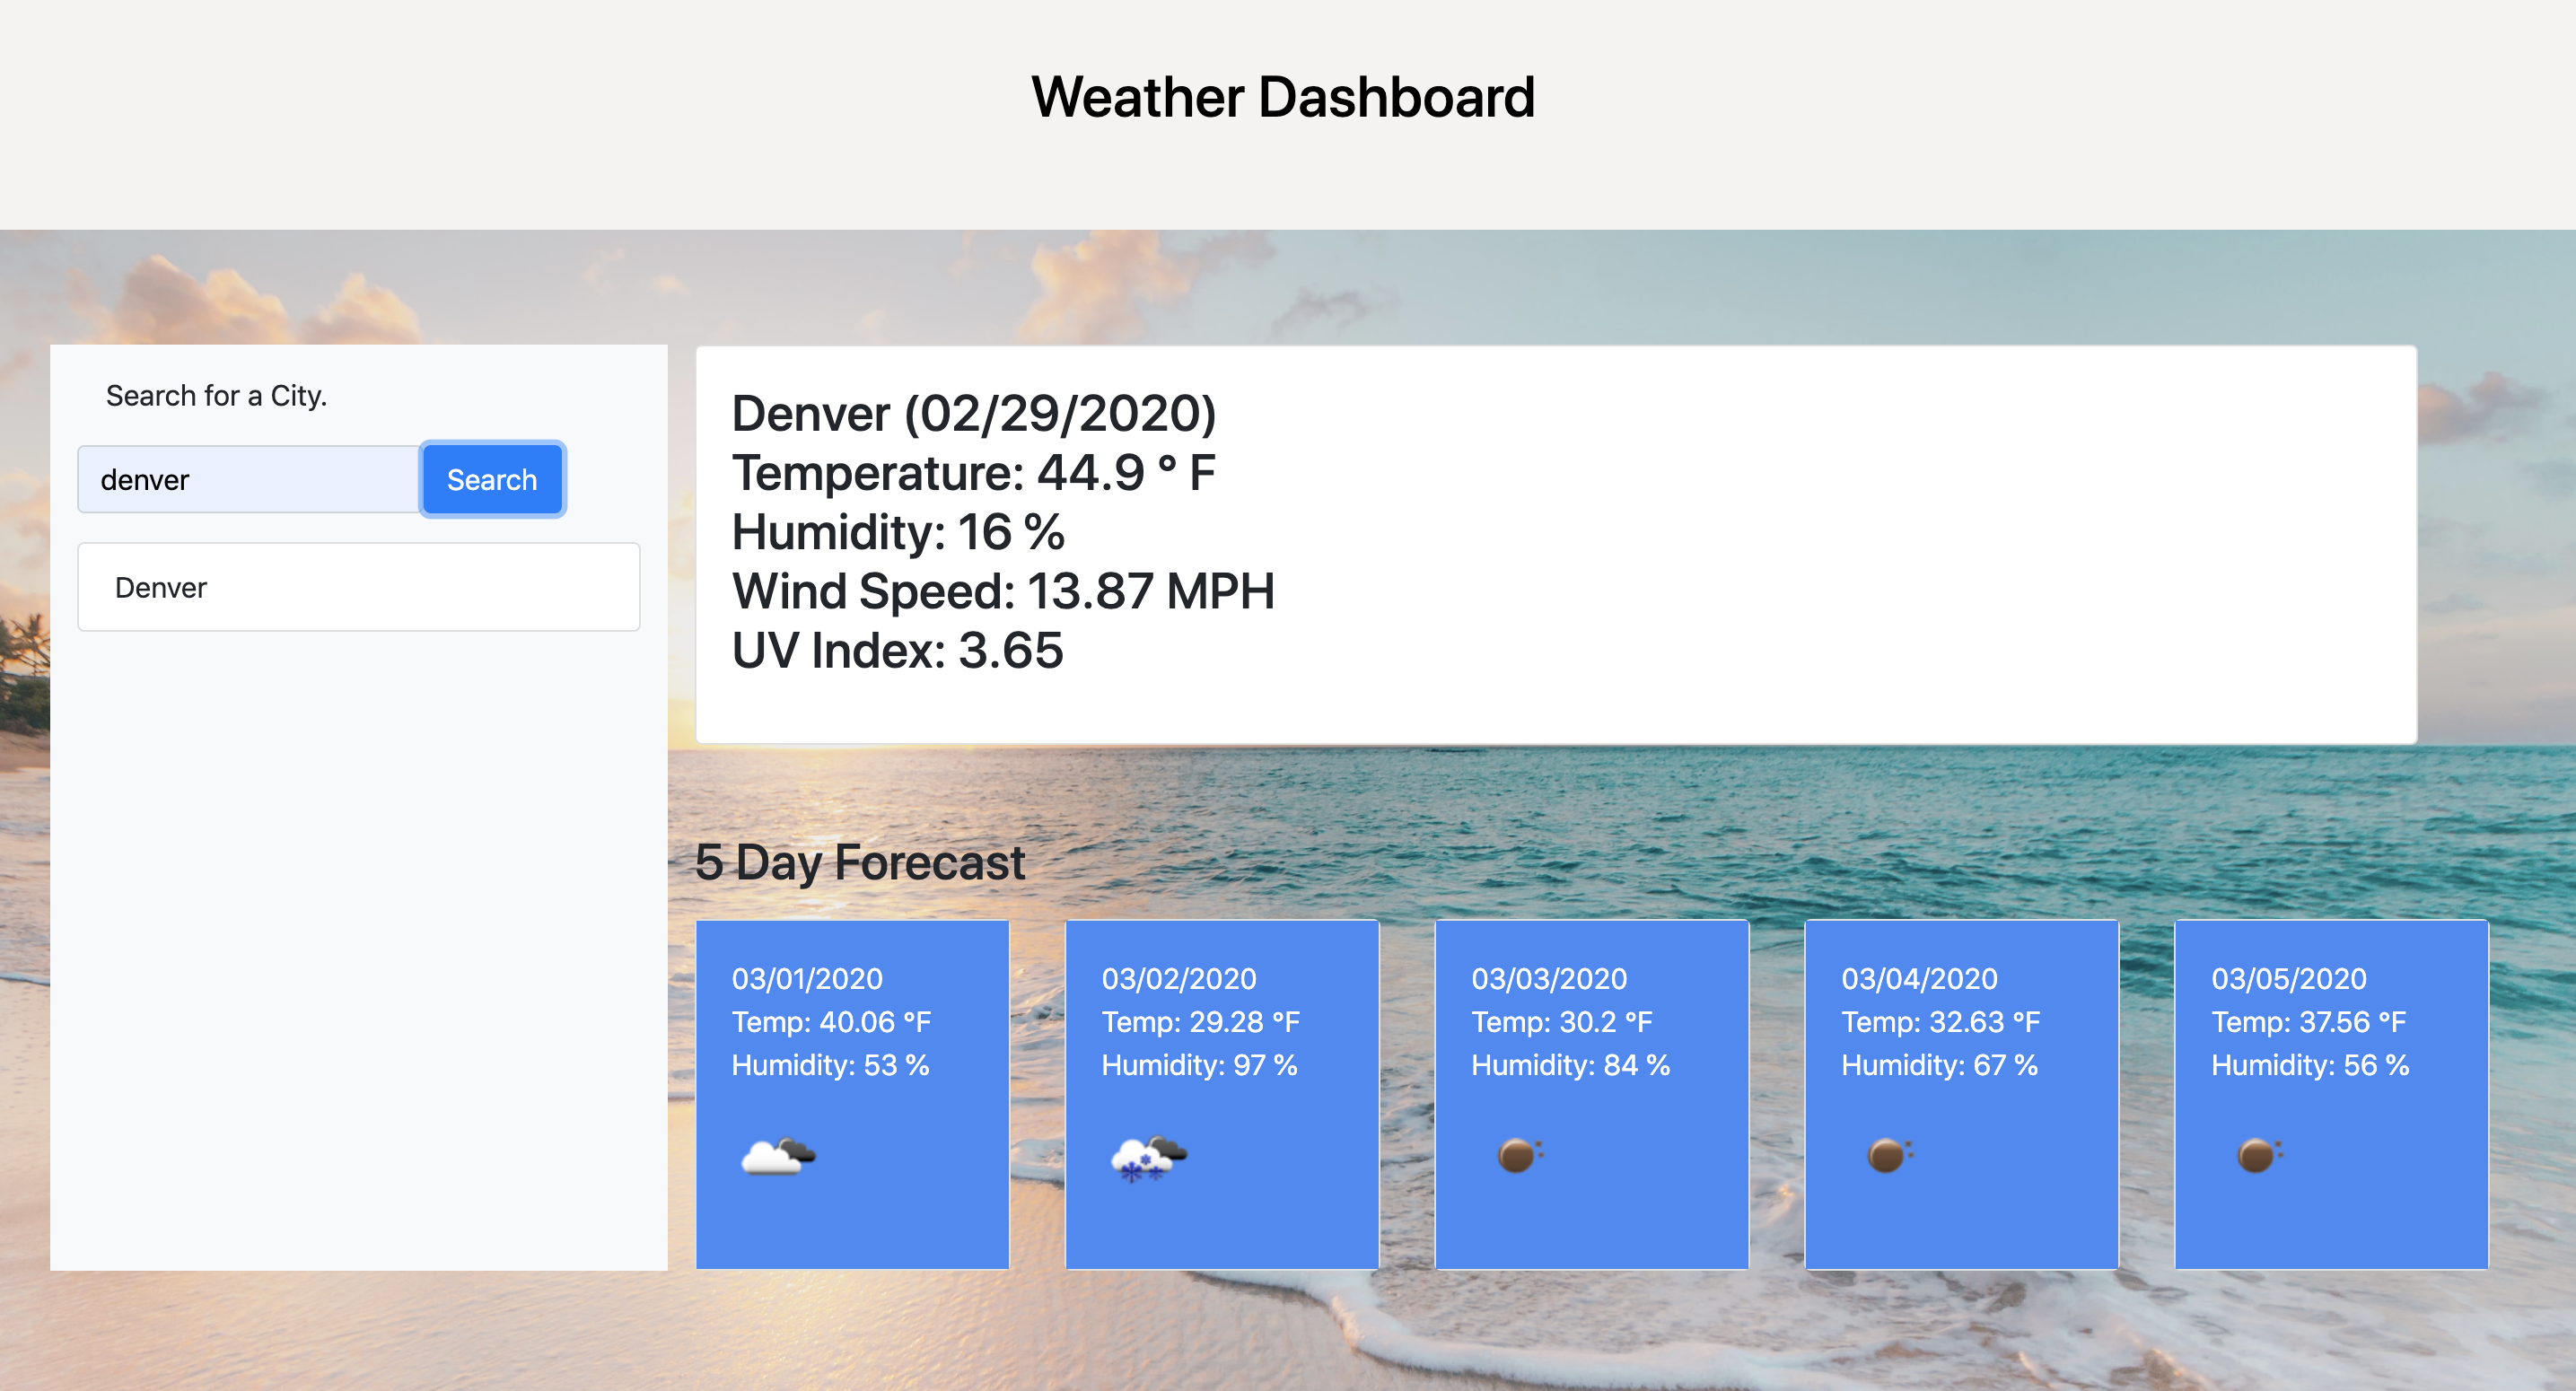 Weather Dashboard
Search for a City.
denver
Search
Denver
Denver (02/29/2020)
Temperature: 44.9 ° F
Humidity: 16 %
Wind Speed: 13.87 MPH
UV Index: 3.65
5 Day Forecast
03/01/2020
Temp: 40.06 °F
Humidity: 53 %
03/02/2020
Temp: 29.28 °F
Humidity: 97 %
03/03/2020
Temp: 30.2 °F
Humidity: 84 %
03/04/2020
Temp: 32.63 °F
Humidity: 67 %
03/05/2020
Temp: 37.56 °F
Humidity: 56 %